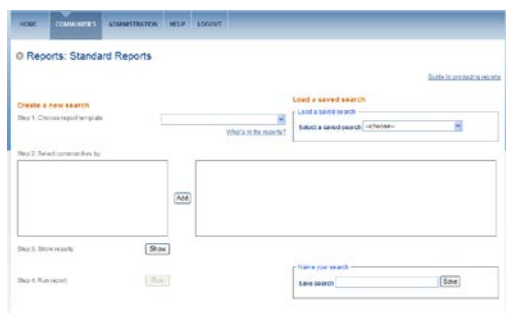 HOME COMMUNITIES ADMINISTRATION HELP LOGOUT
Reports: Standard Reports
Guide to producing reports
Create a new search
Load a saved search
Step 1. Choose report template
Load a saved search
Select a saved search --choose--
What's in the reports?
Step 2. Select communities by
Add
Step 3. Show results Show
Step 4. Run report Run
Name your search
Save search Save